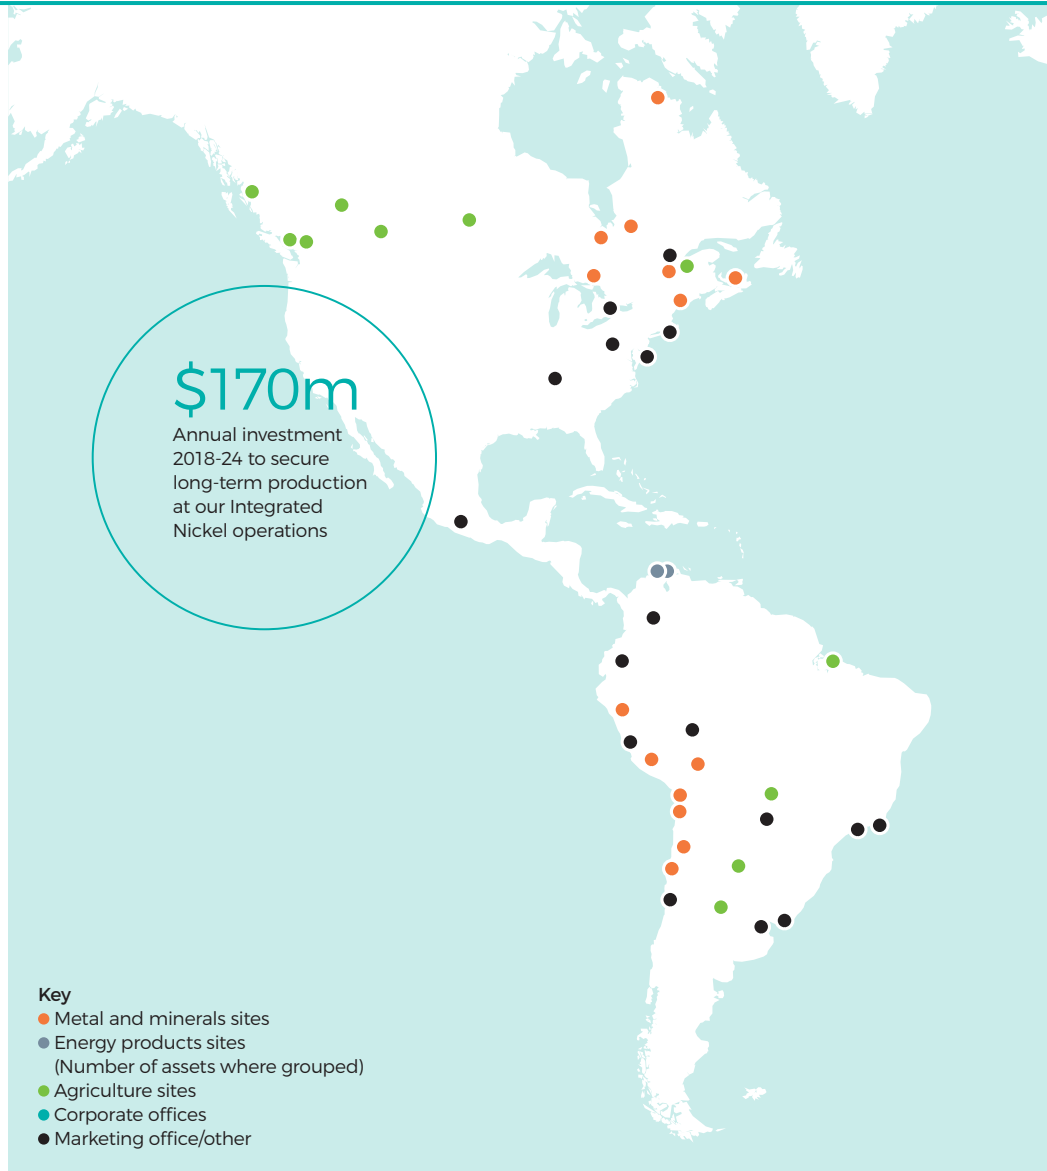 $170m
Annual investment
2018-24 to secure
long-term production
at our Integrated
Nickel operations
Key
Metal and minerals sites
Energy products sites
(Number of assets where grouped)
Agriculture sites
Corporate offices
Marketing office/other